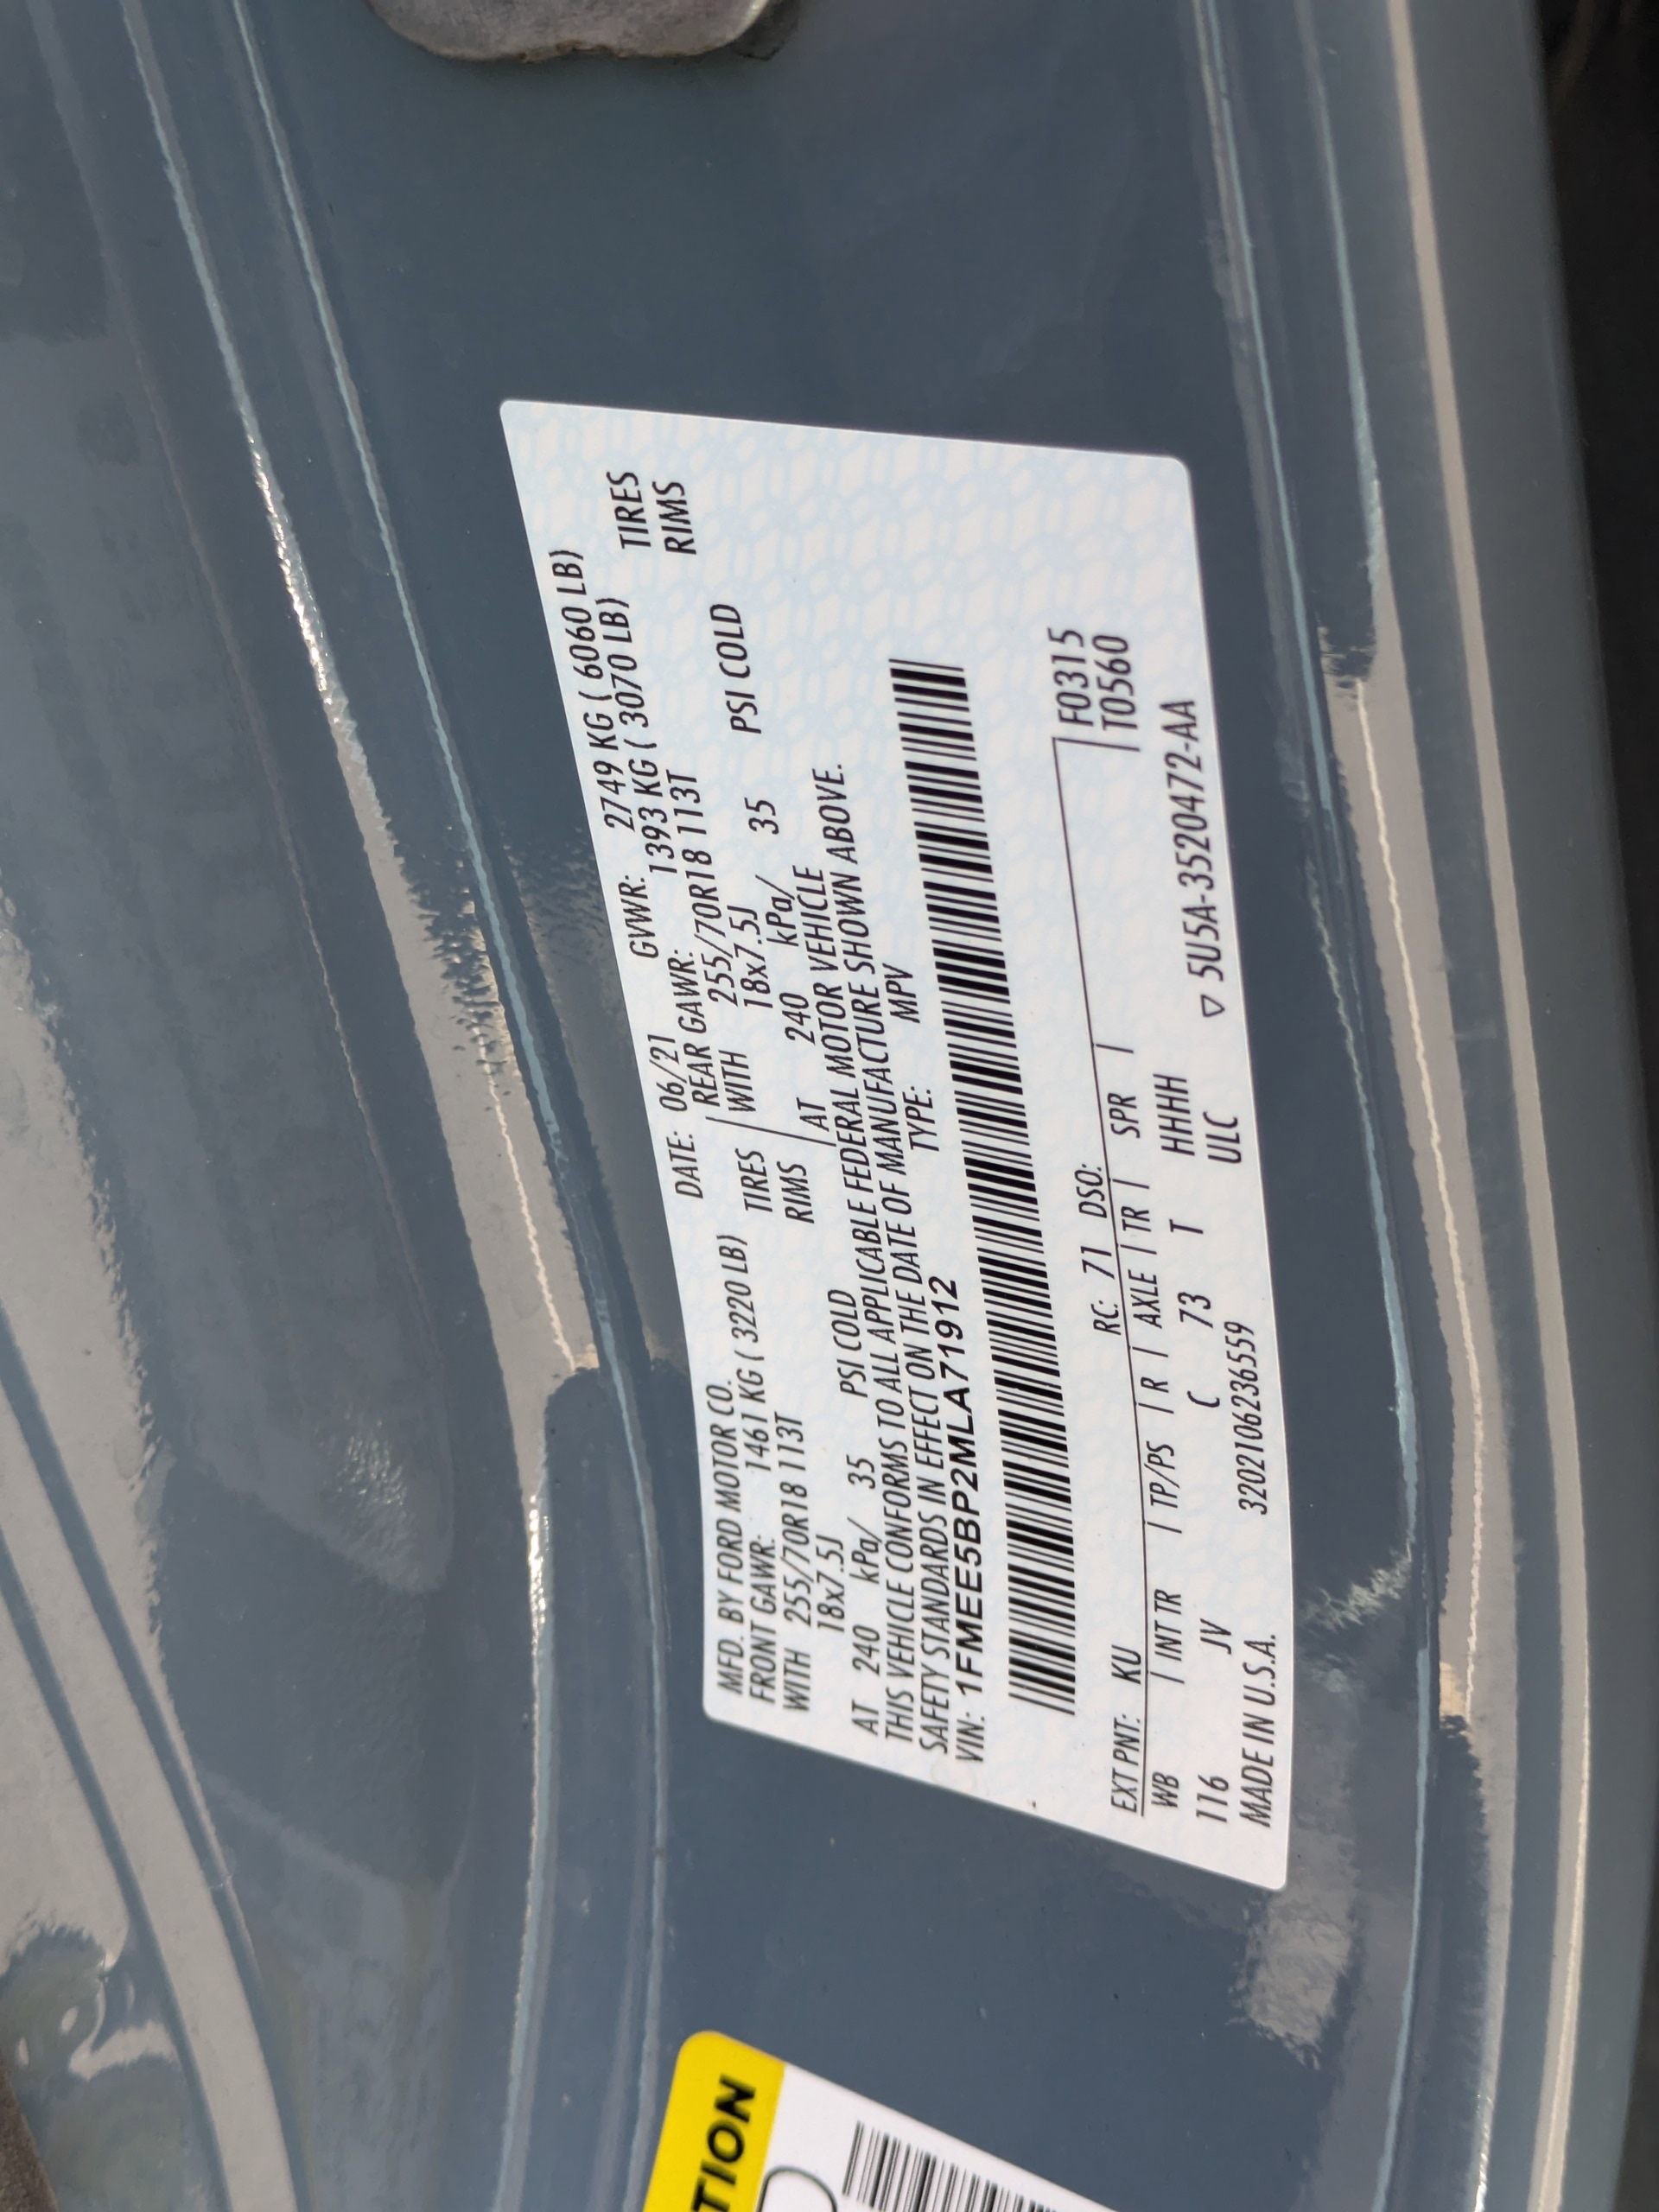 MFD. BY FORD MOTOR CO. DATE: 06/21 GVWR: 2749 KG ( 6060 LB)
FRONT GAWR: 1461 KG ( 3220 LB) REAR GAWR: 1393 KG ( 3070 LB)
WITH 255/70R18 113T TIRES WITH 255/70R18 113T TIRES
18x7.5J RIMS 18x7.5J RIMS
AT 240 kPa/ 35 PSI COLD AT 240 kPa/ 35 PSI COLD
THIS VEHICLE CONFORMS TO ALL APPLICABLE FEDERAL MOTOR VEHICLE
SAFETY STANDARDS IN EFFECT ON THE DATE OF MANUFACTURE SHOWN ABOVE.
VIN: 1FMEE5BP2MLA71912 TYPE: MPV
EXT PNT: KU RC: 71 DSO: F0315
WB | INT TR | TP/PS | R | AXLE | TR | SPR | T0560
116 JV C 73 T HHHH
MADE IN U.S.A. 3202106236559 ULC ▽ 5U5A-3520472-AA
TION